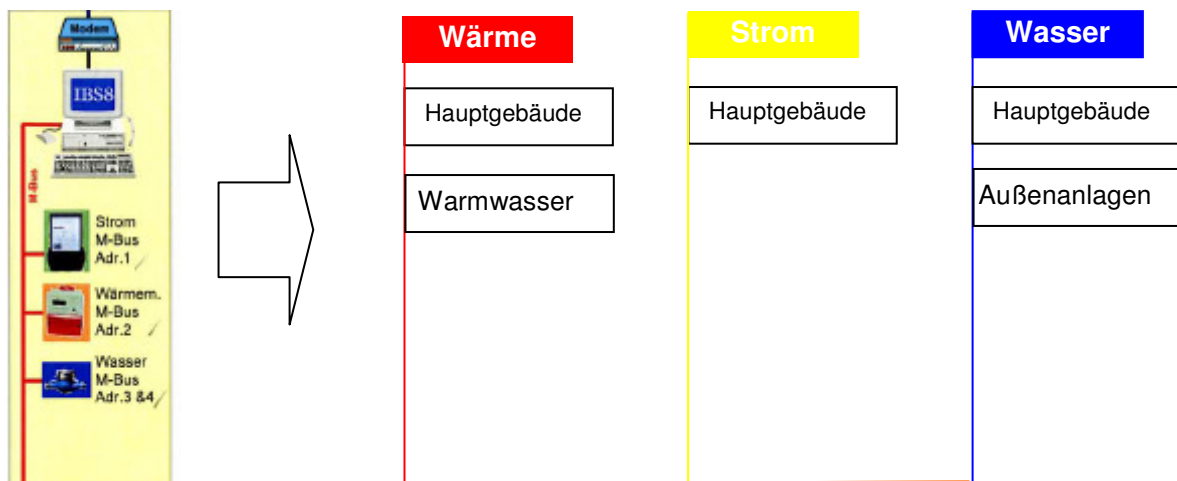 Modem
IBS8
M-Bus
Strom
M-Bus
Adr.1
Wärmem.
M-Bus
Adr.2
Wasser
M-Bus
Adr.3 &4
Wärme
Hauptgebäude
Warmwasser
Strom
Hauptgebäude
Wasser
Hauptgebäude
Außenanlagen